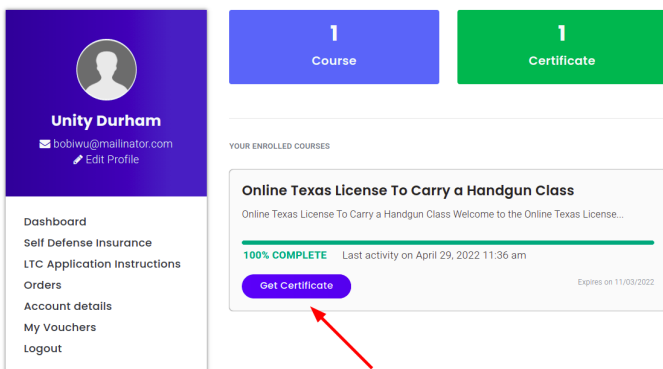 Unity Durham
bobiwu@mailinator.com
Edit Profile
Dashboard
Self Defense Insurance
LTC Application Instructions
Orders
Account details
My Vouchers
Logout
1
Course
1
Certificate
YOUR ENROLLED COURSES
Online Texas License To Carry a Handgun Class
Online Texas License To Carry a Handgun Class Welcome to the Online Texas License...
100% COMPLETE Last activity on April 29, 2022 11:36 am
Get Certificate
Expires on 11/03/2022